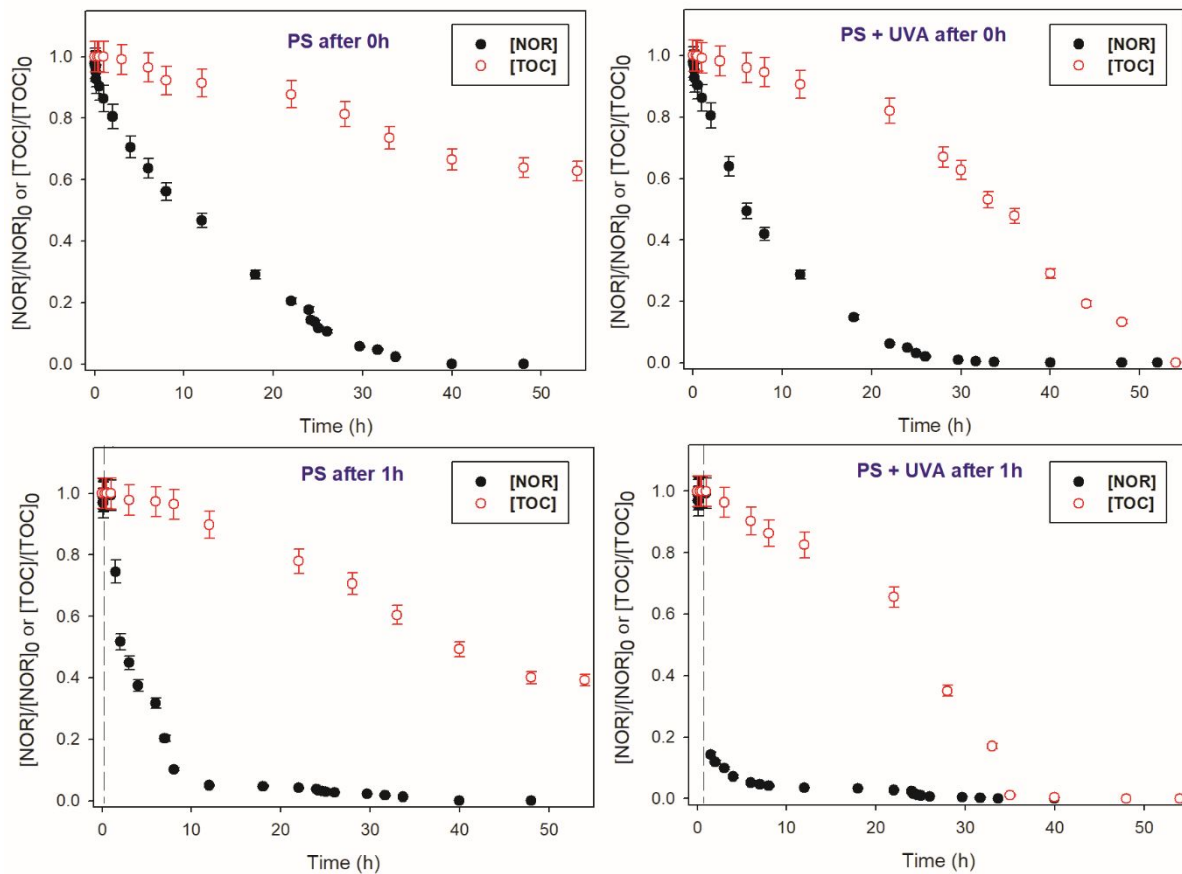 PS after 0h
[NOR]
[TOC]
[NOR]/[NOR]0 or [TOC]/[TOC]0
1.0
0.8
0.6
0.4
0.2
0.0
0 10 20 30 40 50
Time (h)
PS + UVA after 0h
[NOR]
[TOC]
[NOR]/[NOR]0 or [TOC]/[TOC]0
1.0
0.8
0.6
0.4
0.2
0.0
0 10 20 30 40 50
Time (h)
PS after 1h
[NOR]
[TOC]
[NOR]/[NOR]0 or [TOC]/[TOC]0
1.0
0.8
0.6
0.4
0.2
0.0
0 10 20 30 40 50
Time (h)
PS + UVA after 1h
[NOR]
[TOC]
[NOR]/[NOR]0 or [TOC]/[TOC]0
1.0
0.8
0.6
0.4
0.2
0.0
0 10 20 30 40 50
Time (h)